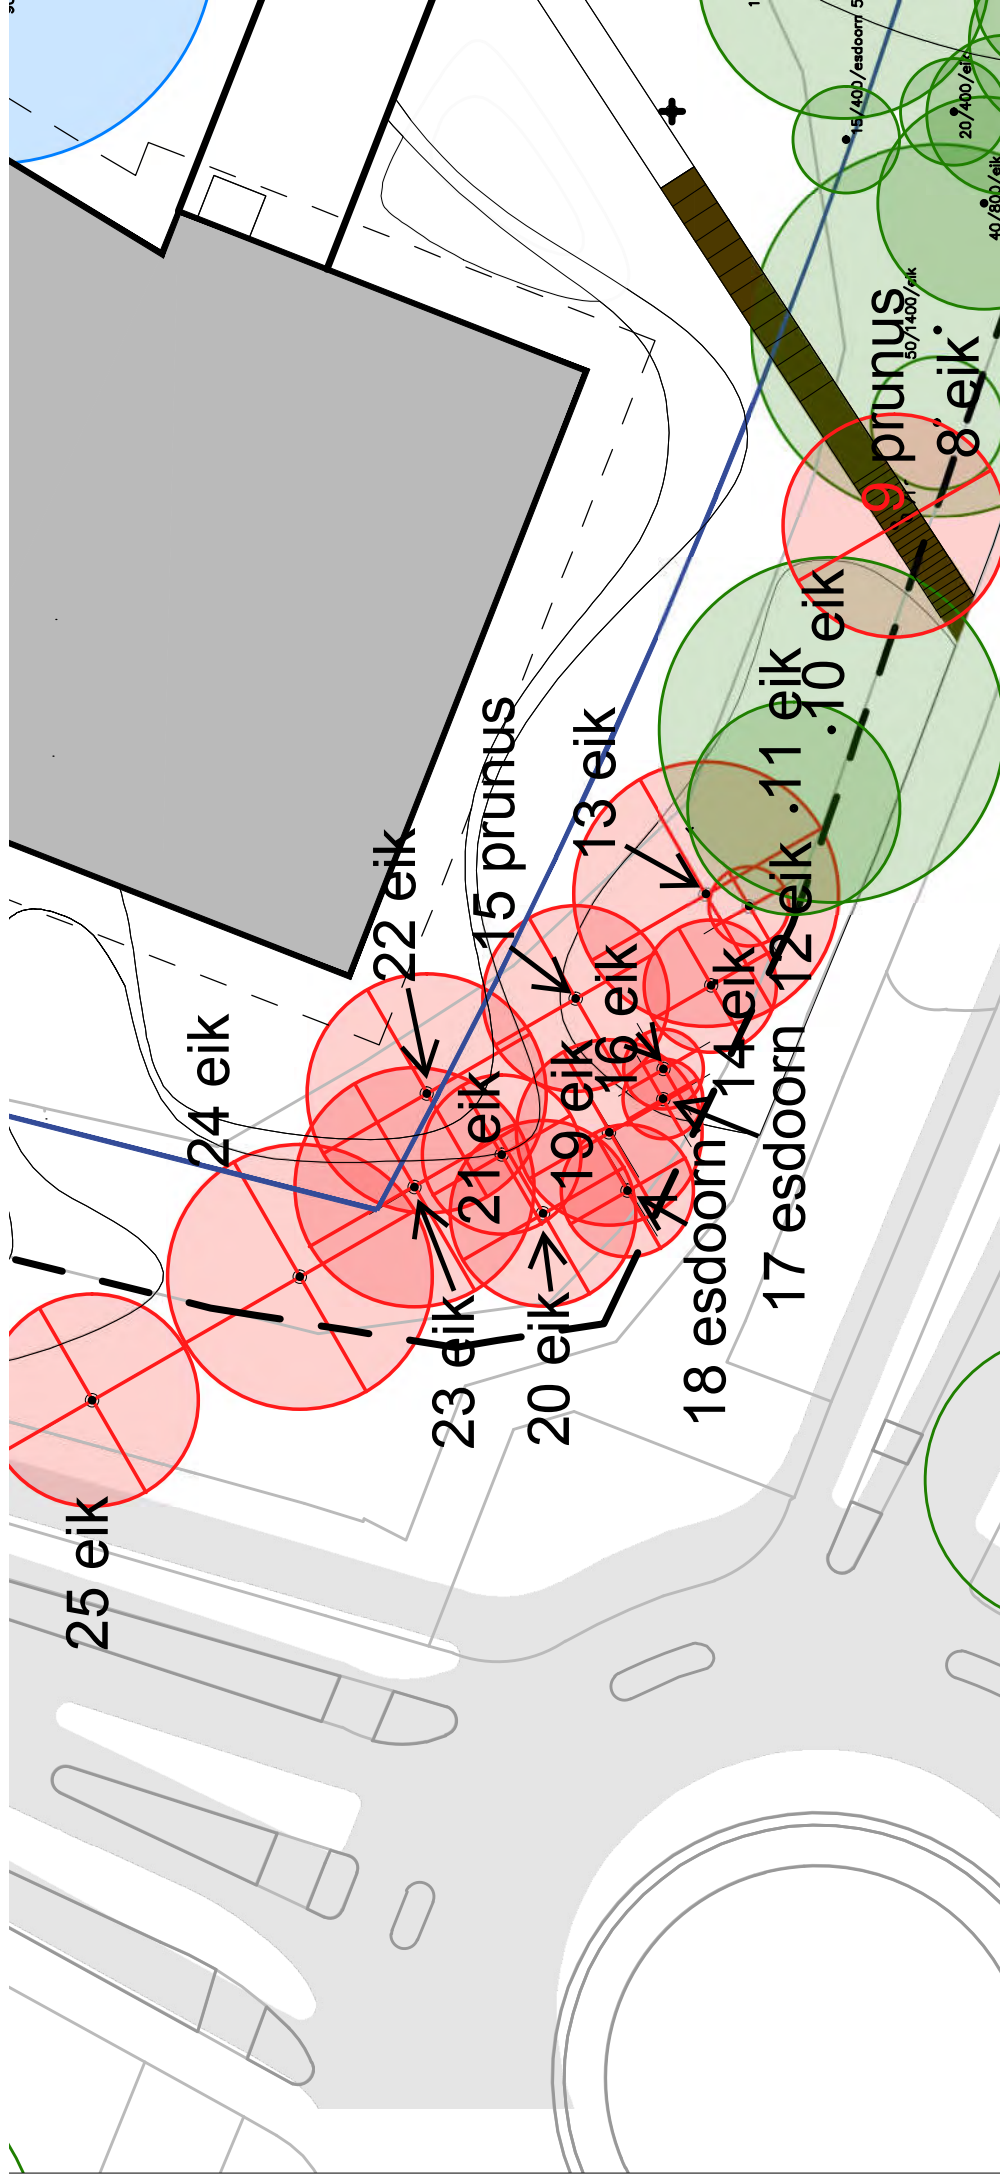 15/400/esdoorn 5
20/400/eik
40/800/eik
50/1400/eik
9 prunus
8 eik
10 eik
11 eik
13 eik
15 prunus
22 eik
12 eik
16 eik
14 eik
24 eik
19 eik
21 eik
17 esdoorn
18 esdoorn
23 eik
20 eik
25 eik